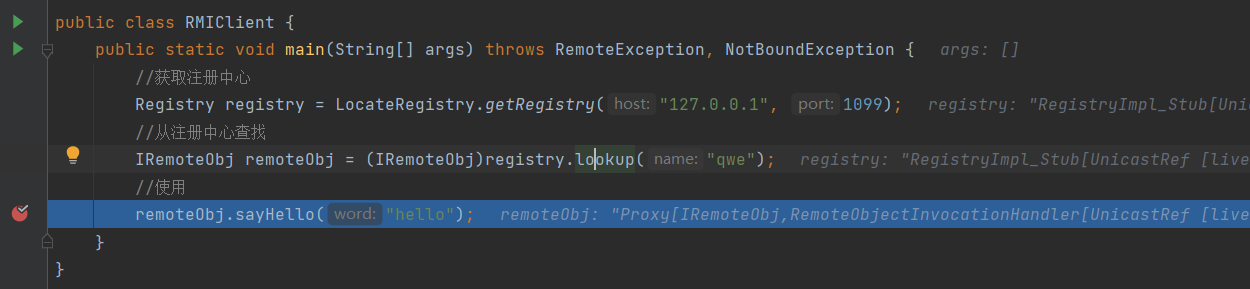 public class RMIClient {
public static void main(String[] args) throws RemoteException, NotBoundException { args: []
//获取注册中心
Registry registry = LocateRegistry.getRegistry( host: "127.0.0.1", port: 1099); registry: "RegistryImpl_Stub[Unic
//从注册中心查找
IRemoteObj remoteObj = (IRemoteObj)registry.lookup( name: "qwe"); registry: "RegistryImpl_Stub[UnicastRef [live
//使用
remoteObj.sayHello( word: "hello"); remoteObj: "Proxy[IRemoteObj,RemoteObjectInvocationHandler[UnicastRef [live
}
}